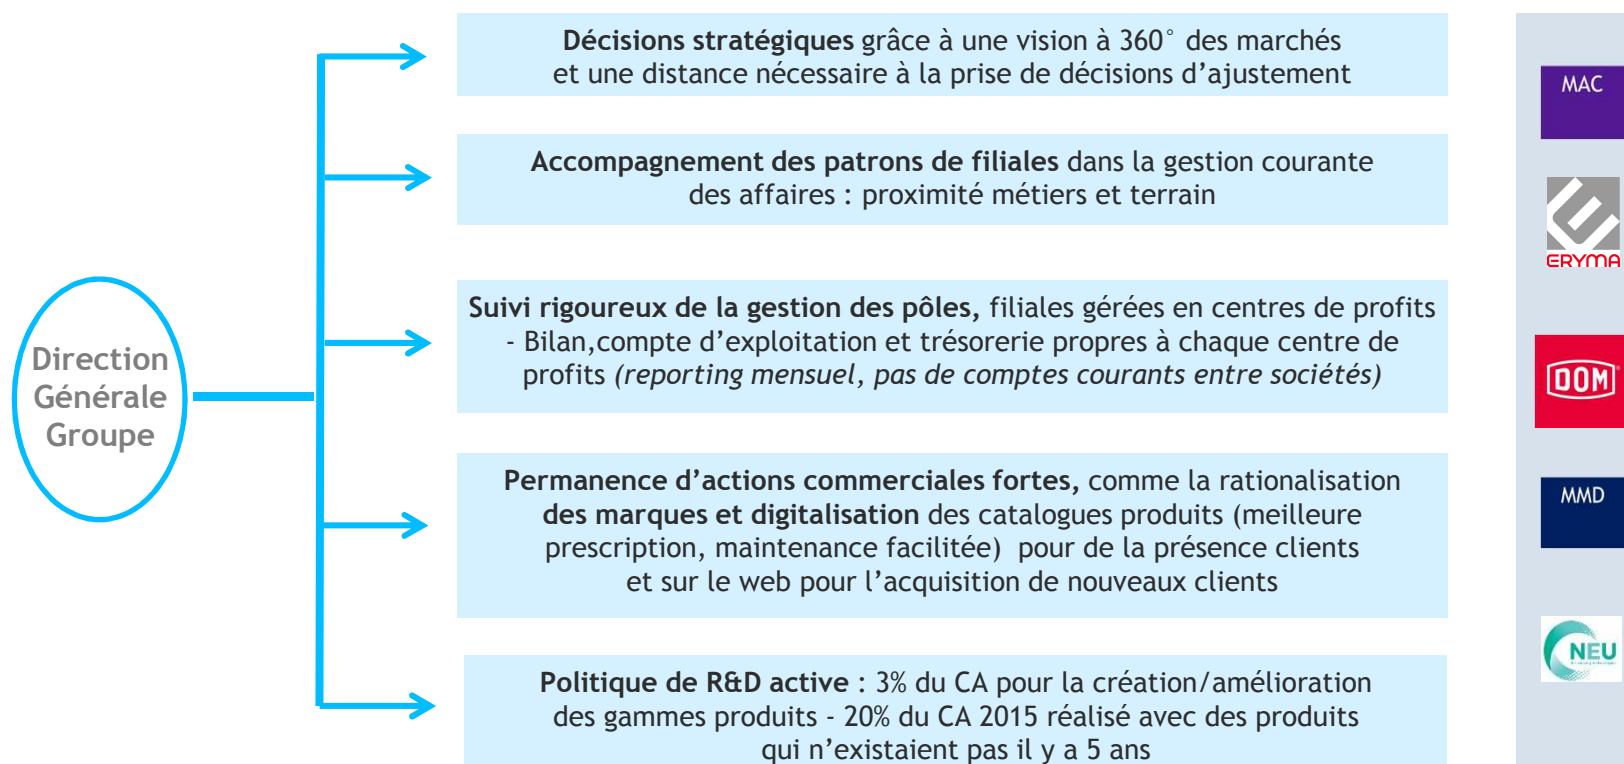 Direction
Générale
Groupe
Décisions stratégiques grâce à une vision à 360° des marchés
et une distance nécessaire à la prise de décisions d’ajustement
Accompagnement des patrons de filiales dans la gestion courante
des affaires : proximité métiers et terrain
Suivi rigoureux de la gestion des pôles, filiales gérées en centres de profits
- Bilan,compte d’exploitation et trésorerie propres à chaque centre de
profits (reporting mensuel, pas de comptes courants entre sociétés)
Permanence d’actions commerciales fortes, comme la rationalisation
des marques et digitalisation des catalogues produits (meilleure
prescription, maintenance facilitée) pour de la présence clients
et sur le web pour l’acquisition de nouveaux clients
Politique de R&D active : 3% du CA pour la création/amélioration
des gammes produits - 20% du CA 2015 réalisé avec des produits
qui n’existaient pas il y a 5 ans
MAC
ERYMA
DOM
MMD
NEU